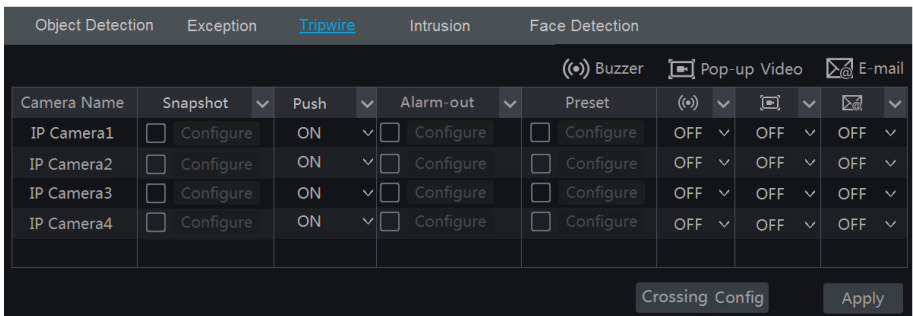 Object Detection Exception Tripwire Intrusion Face Detection
Buzzer Pop-up Video E-mail
Camera Name Snapshot Push Alarm-out Preset
IP Camera1 Configure ON Configure Configure OFF OFF OFF
IP Camera2 Configure ON Configure Configure OFF OFF OFF
IP Camera3 Configure ON Configure Configure OFF OFF OFF
IP Camera4 Configure ON Configure Configure OFF OFF OFF
Crossing Config Apply